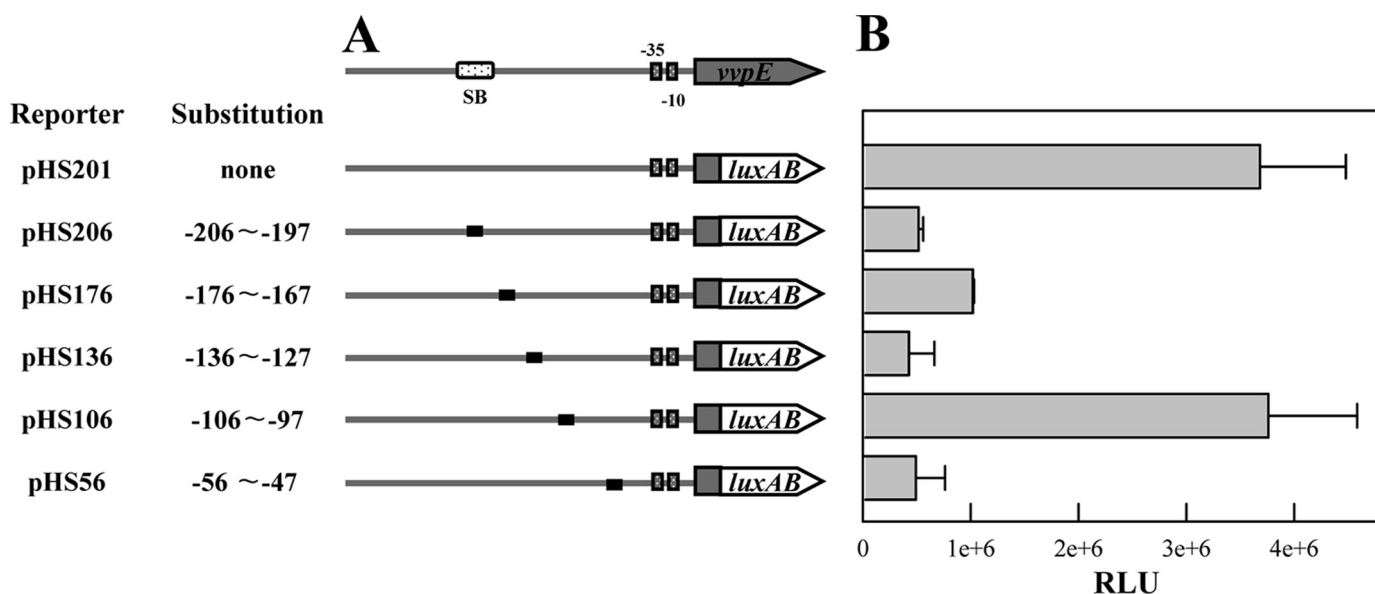 A
B
-35
vvpE
SB
-10
Reporter Substitution
pHS201 none luxAB
pHS206 -206~-197 luxAB
pHS176 -176~-167 luxAB
pHS136 -136~-127 luxAB
pHS106 -106~-97 luxAB
pHS56 -56 ~-47 luxAB
0 1e+6 2e+6 3e+6 4e+6
RLU